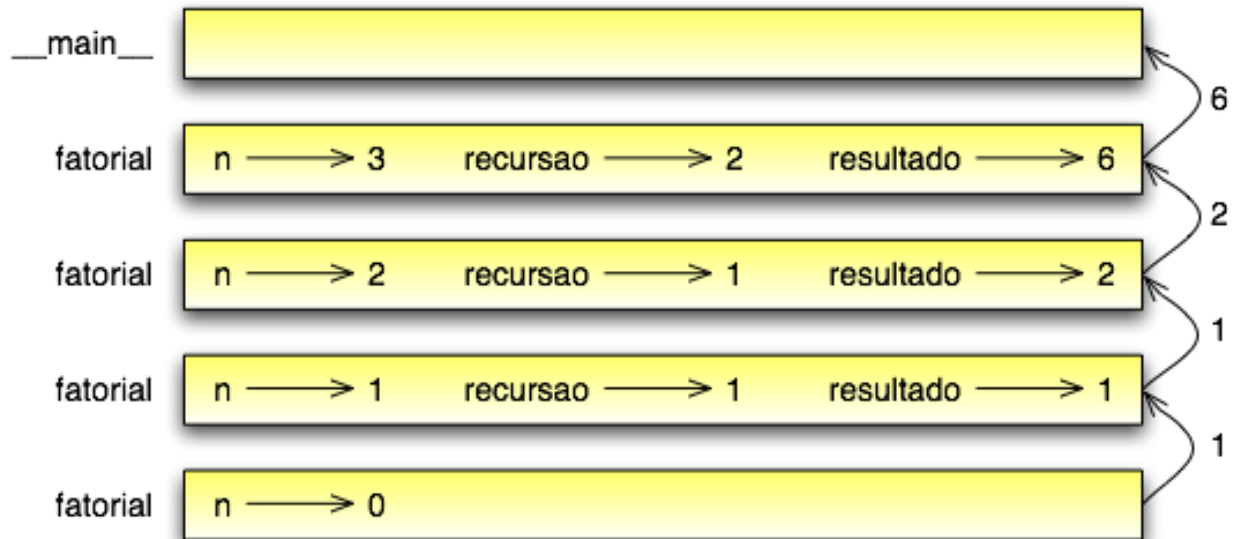 __main__
6
fatorial n 3 recursao 2 resultado 6
2
fatorial n 2 recursao 1 resultado 2
1
fatorial n 1 recursao 1 resultado 1
1
fatorial n 0